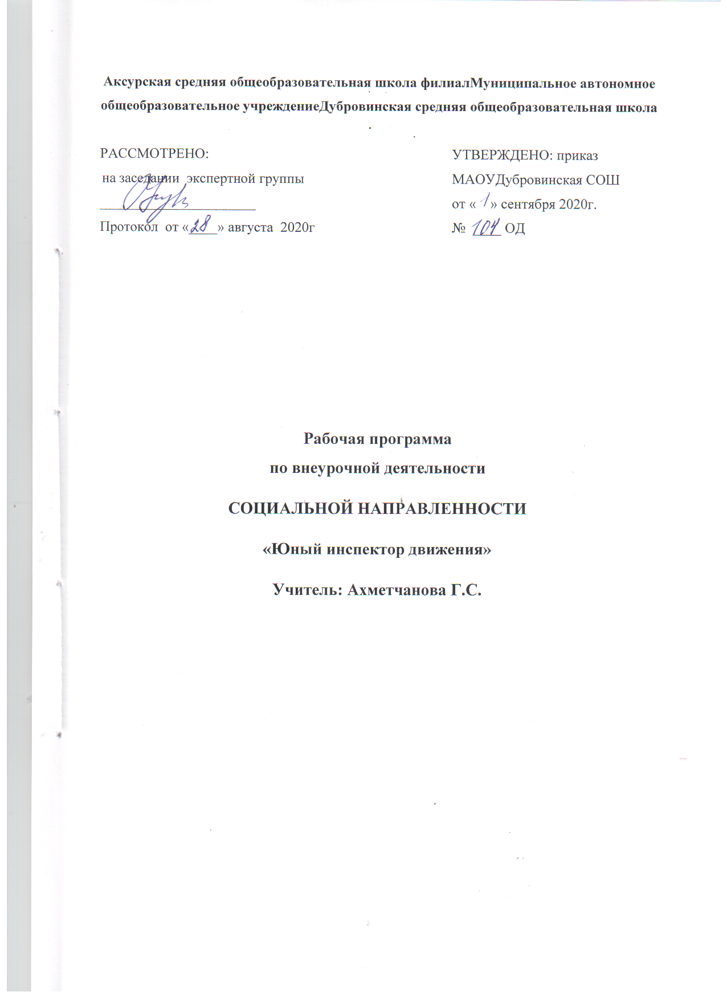 Аксурская средняя общеобразовательная школа филиалМуниципальное автономное
общеобразовательное учреждениеДубровинская средняя общеобразовательная школа
РАССМОТРЕНО:
на заседании экспертной группы
Протокол от «28» августа 2020г
УТВЕРЖДЕНО: приказ
МАОУДубровинская СОШ
от « 1 » сентября 2020г.
№ 104 ОД
Рабочая программа
по внеурочной деятельности
СОЦИАЛЬНОЙ НАПРАВЛЕННОСТИ
«Юный инспектор движения»
Учитель: Ахметчанова Г.С.